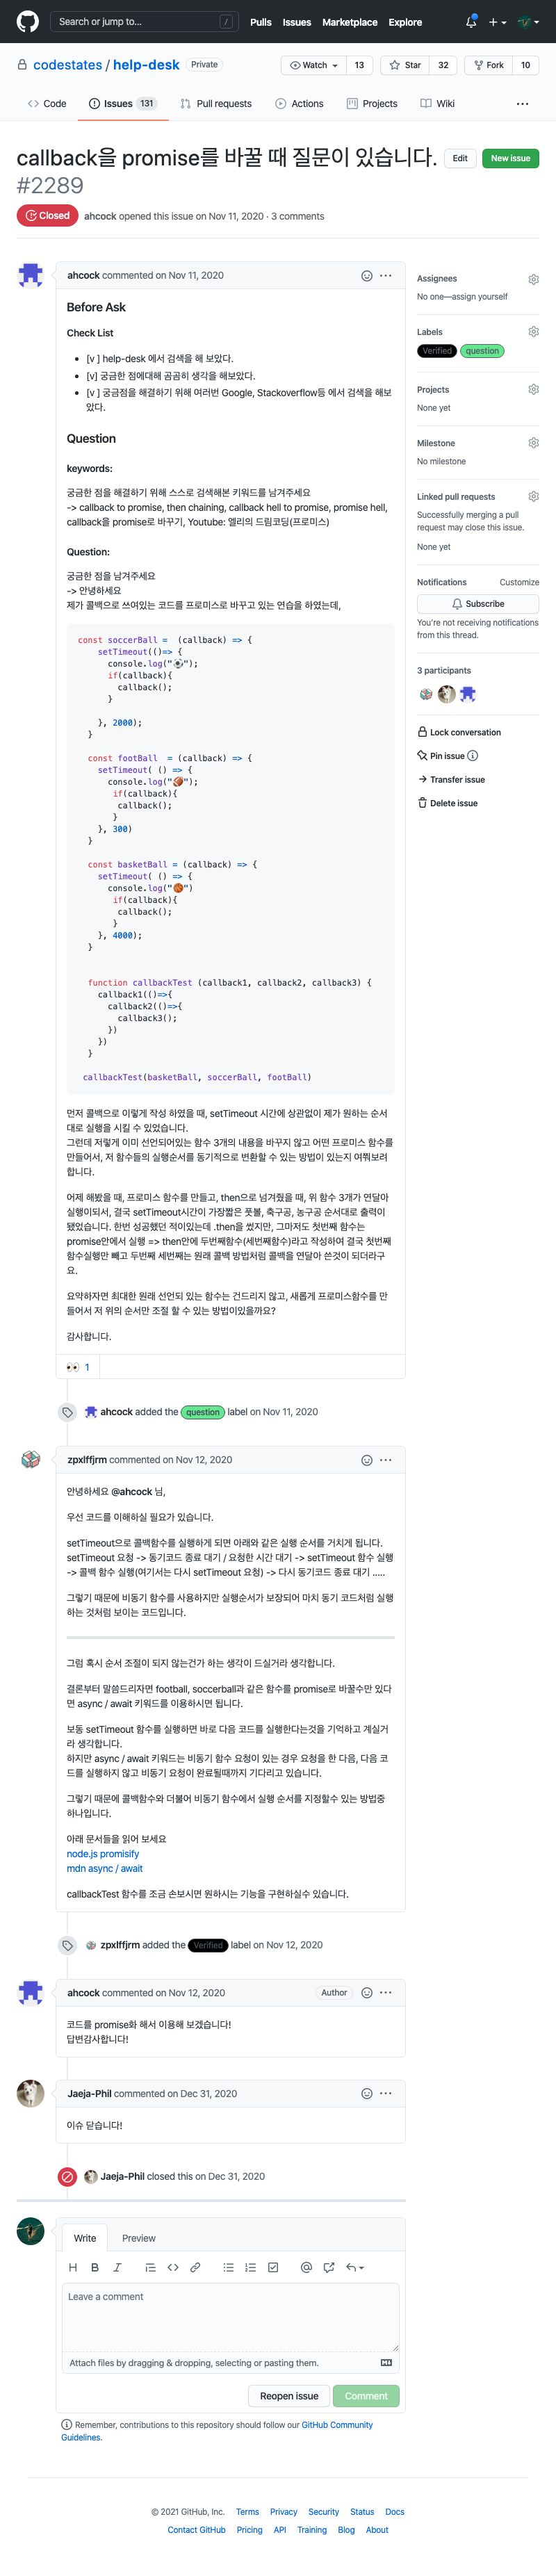 Search or jump to...
/
Pulls
Issues
Marketplace
Explore
codestates / help-desk
Private
Watch
13
Star
32
Fork
10
Code
Issues 131
Pull requests
Actions
Projects
Wiki
callback을 promise를 바꿀 때 질문이 있습니다.
#2289
Edit
New issue
Closed
ahcock opened this issue on Nov 11, 2020 · 3 comments
ahcock commented on Nov 11, 2020
Before Ask
Check List
• [v ] help-desk 에서 검색을 해 보았다.
• [v] 궁금한 점에대해 곰곰히 생각을 해보았다.
• [v ] 궁금점을 해결하기 위해 여러번 Google, Stackoverflow등 에서 검색을 해보
았다.
Question
keywords:
궁금한 점을 해결하기 위해 스스로 검색해본 키워드를 남겨주세요
-> callback to promise, then chaining, callback hell to promise, promise hell,
callback을 promise로 바꾸기, Youtube: 엘리의 드림코딩(프로미스)
Question:
궁금한 점을 남겨주세요
-> 안녕하세요
제가 콜백으로 쓰여있는 코드를 프로미스로 바꾸고 있는 연습을 하였는데,
const soccerBall =  (callback) => {
setTimeout(()=> {
console.log("⚽");
if(callback){
callback();
}
}, 2000);
}
const footBall  = (callback) => {
setTimeout( () => {
console.log("🏈");
if(callback){
callback();
}
}, 300)
}
const basketBall = (callback) => {
setTimeout( () => {
console.log("🏀")
if(callback){
callback();
}
}, 4000);
}
function callbackTest (callback1, callback2, callback3) {
callback1(()=>{
callback2(()=>{
callback3();
})
})
}
callbackTest(basketBall, soccerBall, footBall)
먼저 콜백으로 이렇게 작성 하였을 때, setTimeout 시간에 상관없이 제가 원하는 순서
대로 실행을 시킬 수 있었습니다.
그런데 저렇게 이미 선언되어있는 함수 3개의 내용을 바꾸지 않고 어떤 프로미스 함수를
만들어서, 저 함수들의 실행순서를 동기적으로 변환할 수 있는 방법이 있는지 여쭤보려
합니다.
어제 해봤을 때, 프로미스 함수를 만들고, then으로 넘겨줬을 때, 위 함수 3개가 연달아
실행이되서, 결국 setTimeout시간이 가장짧은 풋볼, 축구공, 농구공 순서대로 출력이
됐었습니다. 한번 성공했던 적이있는데 .then을 썼지만, 그마저도 첫번째 함수는
promise안에서 실행 => then안에 두번째함수(세번째함수)라고 작성하여 결국 첫번째
함수실행만 빼고 두번째 세번째는 원래 콜백 방법처럼 콜백을 연달아 쓴것이 되더라구
요.
요약하자면 최대한 원래 선언되 있는 함수는 건드리지 않고, 새롭게 프로미스함수를 만
들어서 저 위의 순서만 조절 할 수 있는 방법이있을까요?
감사합니다.
👀 1
ahcock added the question label on Nov 11, 2020
zpxlffjrm commented on Nov 12, 2020
안녕하세요 @ahcock 님,
우선 코드를 이해하실 필요가 있습니다.
setTimeout으로 콜백함수를 실행하게 되면 아래와 같은 실행 순서를 거치게 됩니다.
setTimeout 요청 -> 동기코드 종료 대기 / 요청한 시간 대기 -> setTimeout 함수 실행
-> 콜백 함수 실행(여기서는 다시 setTimeout 요청) -> 다시 동기코드 종료 대기 .....
그렇기 때문에 비동기 함수를 사용하지만 실행순서가 보장되어 마치 동기 코드처럼 실행
하는 것처럼 보이는 코드입니다.
그럼 혹시 순서 조절이 되지 않는건가 하는 생각이 드실거라 생각합니다.
결론부터 말씀드리자면 football, soccerball과 같은 함수를 promise로 바꿀수만 있다
면 async / await 키워드를 이용하시면 됩니다.
보통 setTimeout 함수를 실행하면 바로 다음 코드를 실행한다는것을 기억하고 계실거
라 생각합니다.
하지만 async / await 키워드는 비동기 함수 요청이 있는 경우 요청을 한 다음, 다음 코
드를 실행하지 않고 비동기 요청이 완료될때까지 기다리고 있습니다.
그렇기 때문에 콜백함수와 더불어 비동기 함수에서 실행 순서를 지정할수 있는 방법중
하나입니다.
아래 문서들을 읽어 보세요
node.js promisify
mdn async / await
callbackTest 함수를 조금 손보시면 원하시는 기능을 구현하실수 있습니다.
zpxlffjrm added the Verified label on Nov 12, 2020
ahcock commented on Nov 12, 2020
Author
코드를 promise화 해서 이용해 보겠습니다!
답변감사합니다!
Jaeja-Phil commented on Dec 31, 2020
이슈 닫습니다!
Jaeja-Phil closed this on Dec 31, 2020
Write
Preview
Leave a comment
Attach files by dragging & dropping, selecting or pasting them.
Reopen issue
Comment
Remember, contributions to this repository should follow our GitHub Community
Guidelines.
Assignees
No one—assign yourself
Labels
Verified
question
Projects
None yet
Milestone
No milestone
Linked pull requests
Successfully merging a pull
request may close this issue.
None yet
Notifications
Customize
Subscribe
You're not receiving notifications
from this thread.
3 participants
Lock conversation
Pin issue
Transfer issue
Delete issue
© 2021 GitHub, Inc.
Terms
Privacy
Security
Status
Docs
Contact GitHub
Pricing
API
Training
Blog
About